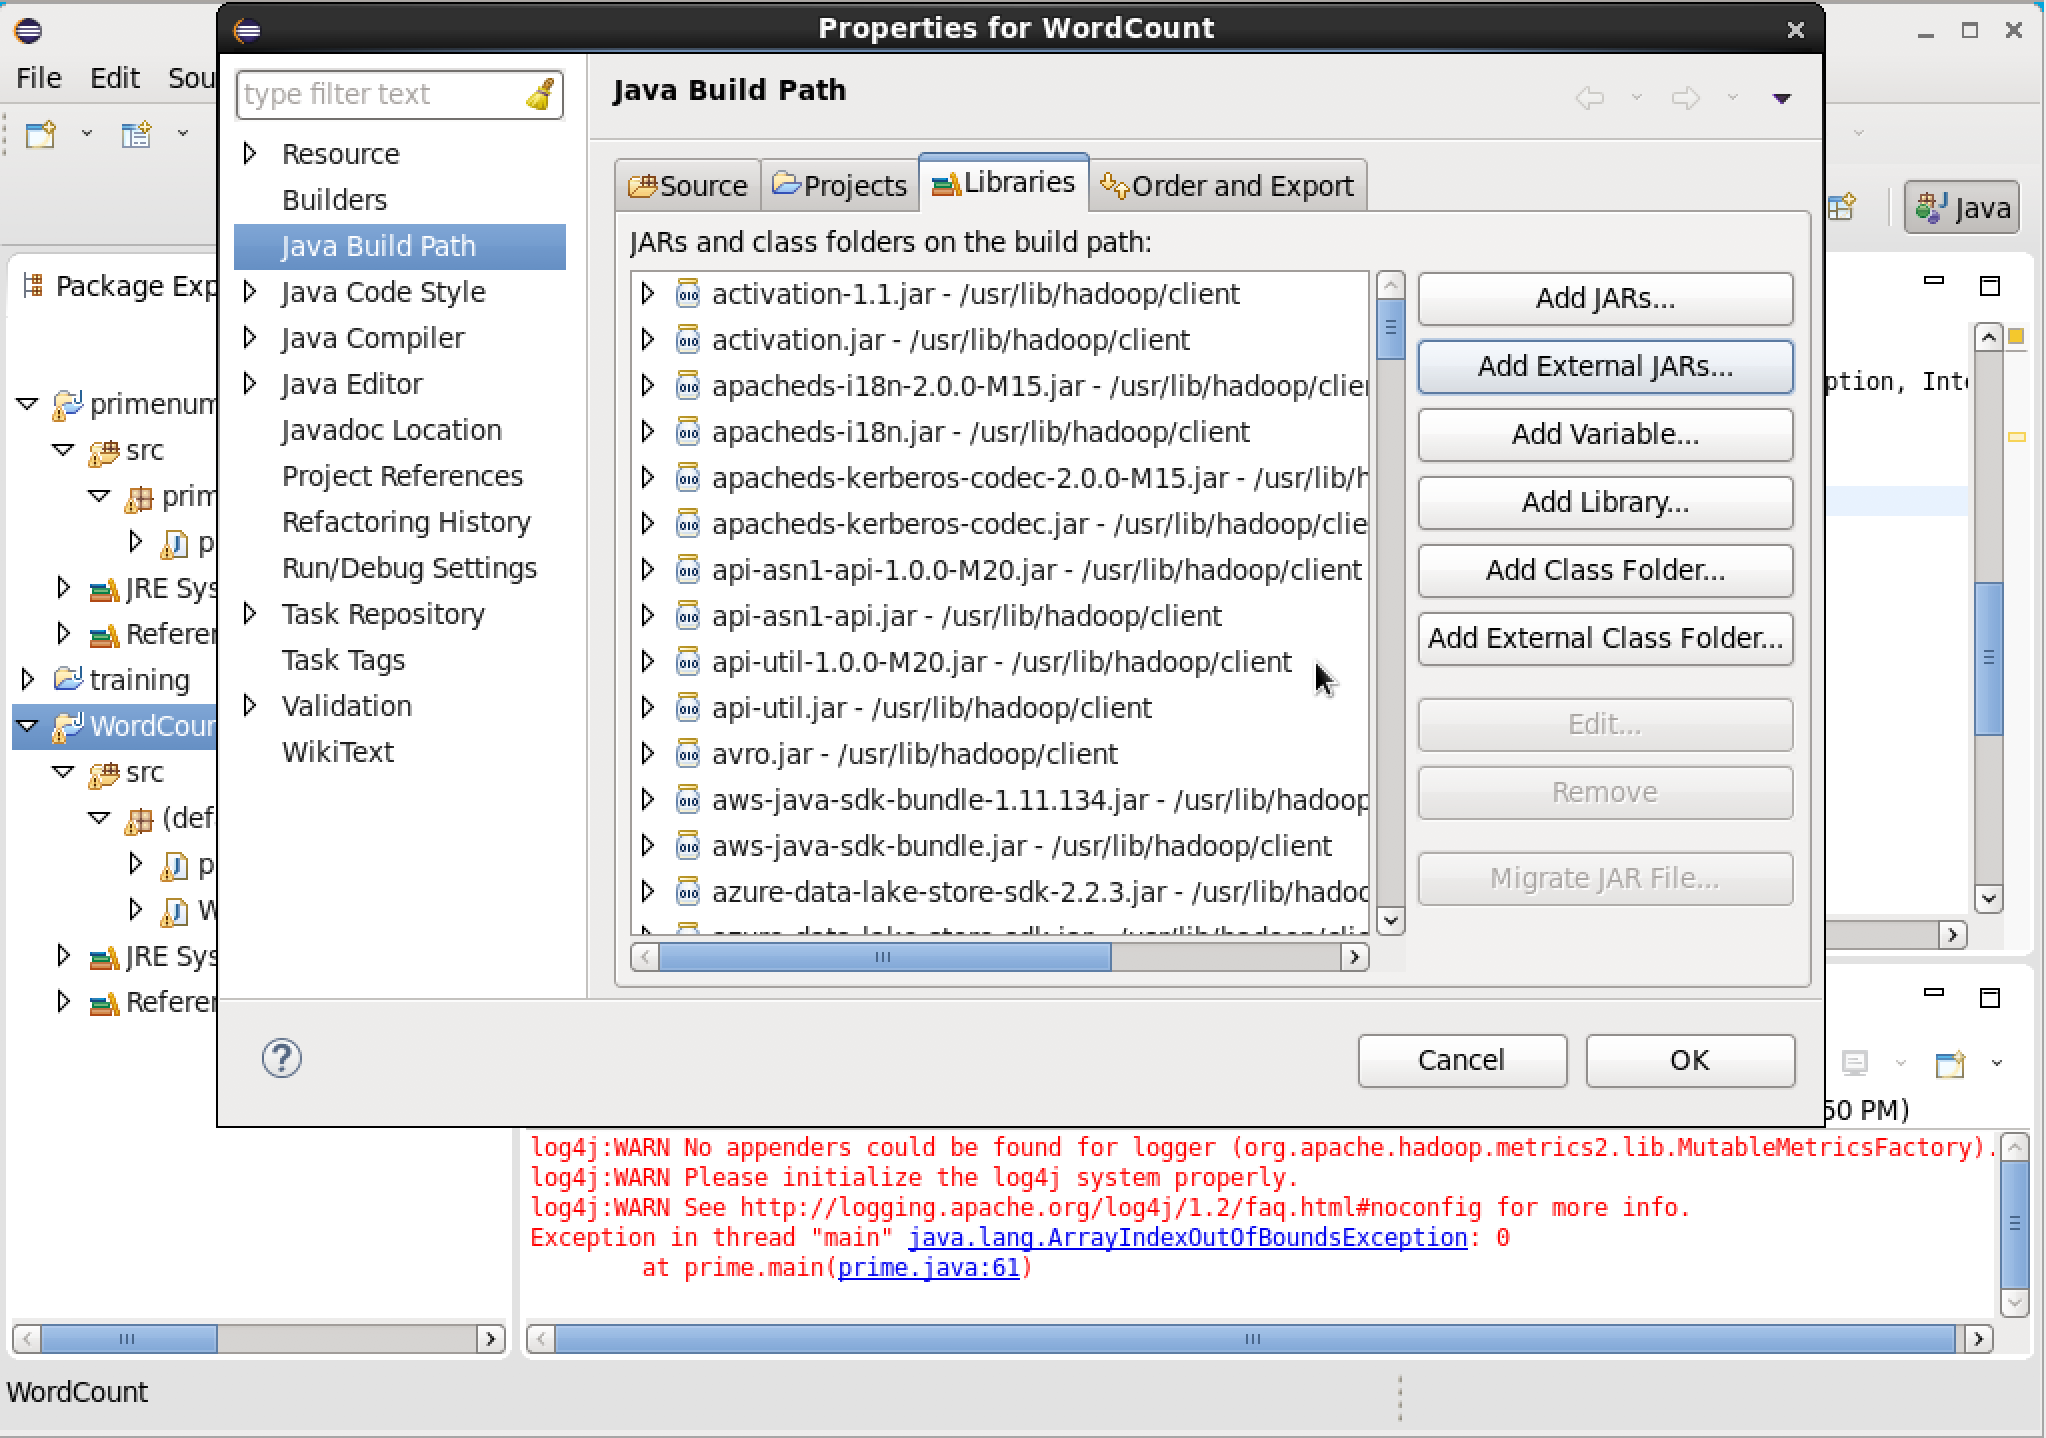 Properties for WordCount
File Edit Sou
type filter text
Resource
Builders
Java Build Path
Java Code Style
Java Compiler
Java Editor
Javadoc Location
Project References
Refactoring History
Run/Debug Settings
Task Repository
Task Tags
Validation
WikiText
Java Build Path
Source Projects Libraries Order and Export
JARs and class folders on the build path:
activation-1.1.jar - /usr/lib/hadoop/client
activation.jar - /usr/lib/hadoop/client
apacheds-i18n-2.0.0-M15.jar - /usr/lib/hadoop/clier
apacheds-i18n.jar - /usr/lib/hadoop/client
apacheds-kerberos-codec-2.0.0-M15.jar - /usr/lib/h
apacheds-kerberos-codec.jar - /usr/lib/hadoop/clie
api-asn1-api-1.0.0-M20.jar - /usr/lib/hadoop/client
api-asn1-api.jar - /usr/lib/hadoop/client
api-util-1.0.0-M20.jar - /usr/lib/hadoop/client
api-util.jar - /usr/lib/hadoop/client
avro.jar - /usr/lib/hadoop/client
aws-java-sdk-bundle-1.11.134.jar - /usr/lib/hadoop
aws-java-sdk-bundle.jar - /usr/lib/hadoop/client
azure-data-lake-store-sdk-2.2.3.jar - /usr/lib/hadoc
Add JARs...
Add External JARs...
Add Variable...
Add Library...
Add Class Folder...
Add External Class Folder...
Edit...
Remove
Migrate JAR File...
Cancel OK
Java
Package Exp
primenum
src
prim
p
JRE Sys
Referer
training
WordCour
src
(def
p
W
JRE Sys
Referer
ption, Inte
50 PM)
log4j:WARN No appenders could be found for logger (org.apache.hadoop.metrics2.lib.MutableMetricsFactory).
log4j:WARN Please initialize the log4j system properly.
log4j:WARN See http://logging.apache.org/log4j/1.2/faq.html#noconfig for more info.
Exception in thread "main" java.lang.ArrayIndexOutOfBoundsException: 0
at prime.main(prime.java:61)
WordCount